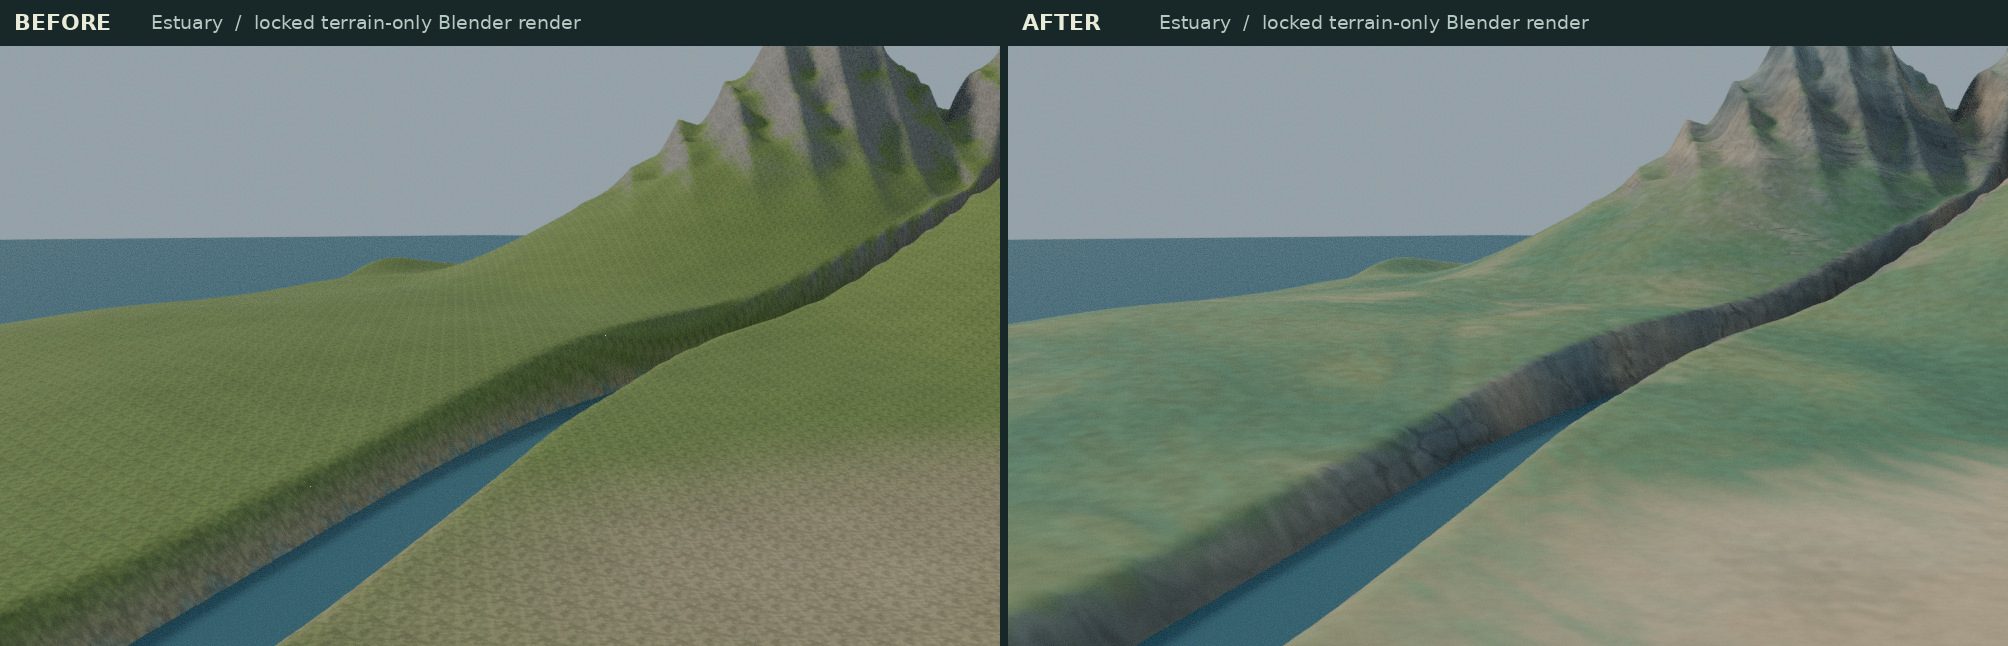 BEFORE Estuary / locked terrain-only Blender render
AFTER Estuary / locked terrain-only Blender render